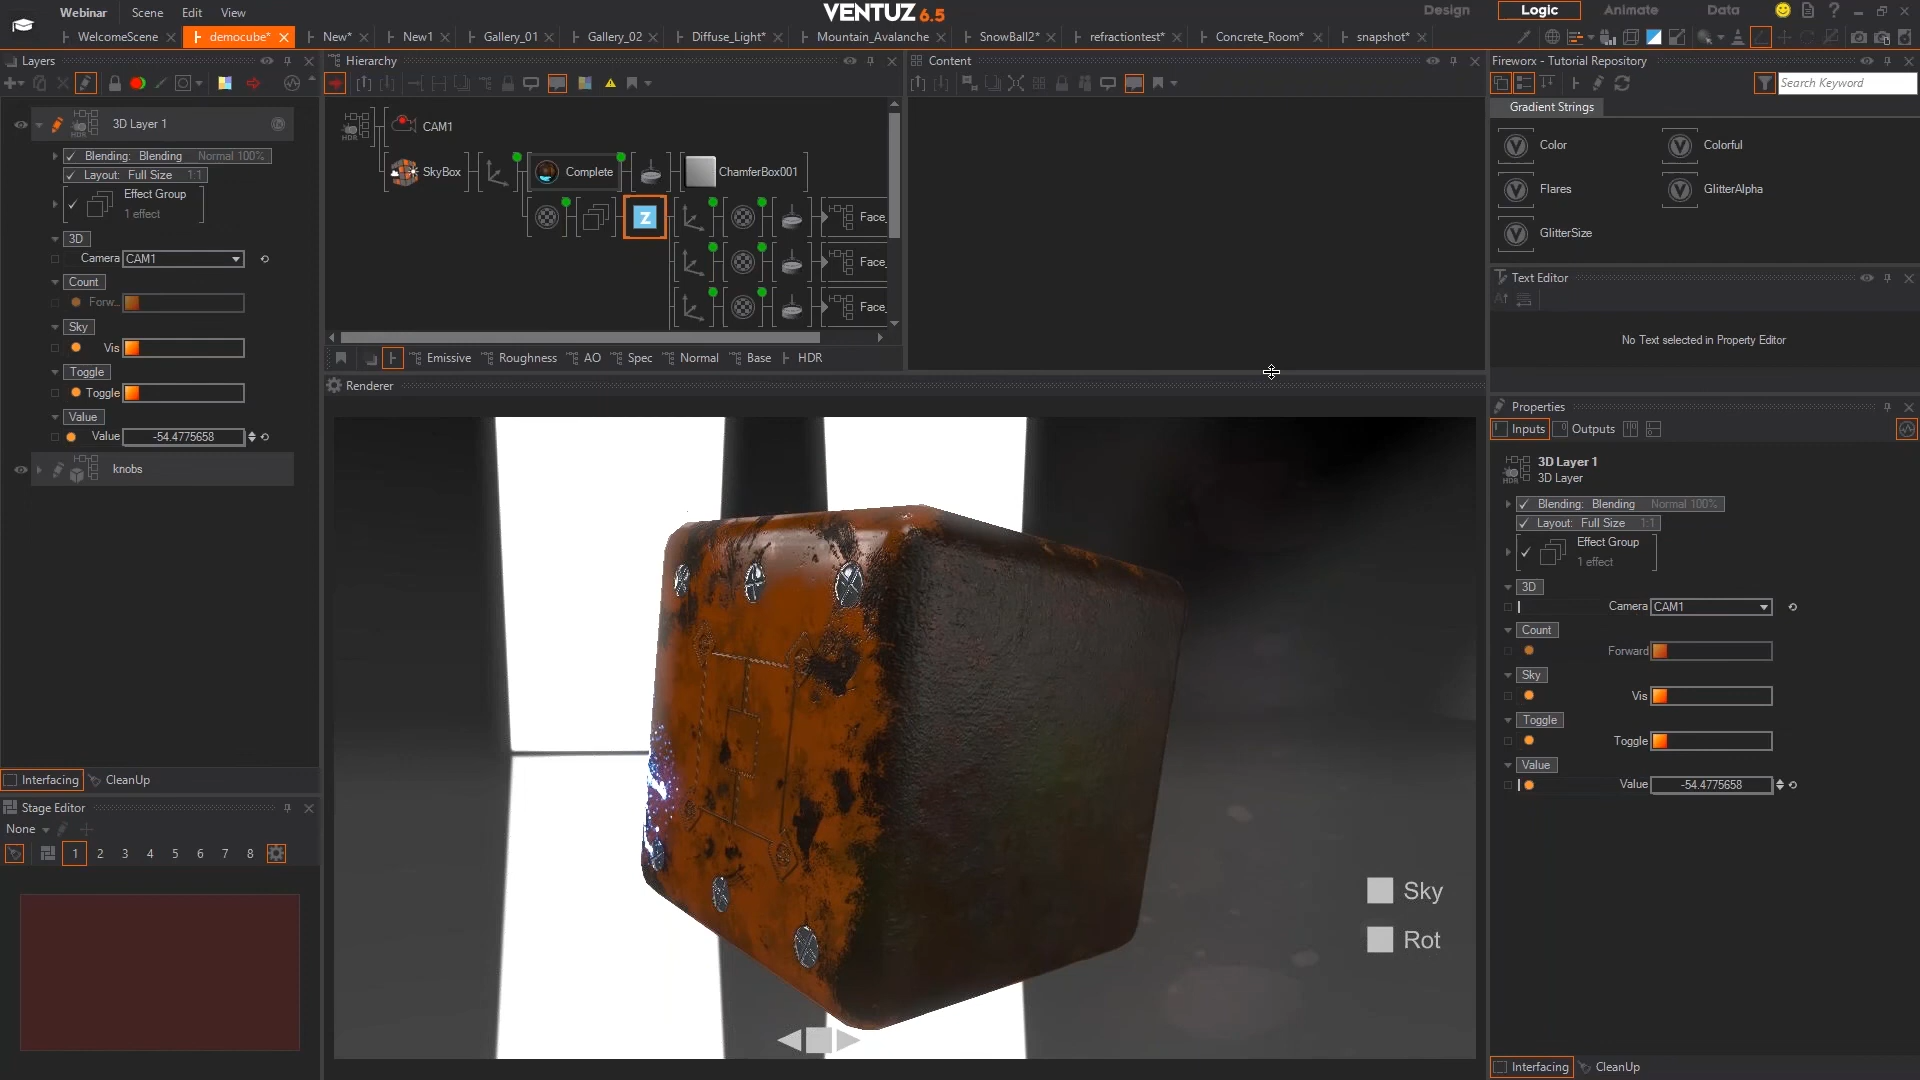 Webinar Scene Edit View
VENTUZ 6.5
Design Logic Animate Data
WelcomeScene democube* New* New1 Gallery_01 Gallery_02 Diffuse_Light* Mountain_Avalanche SnowBall2* refractiontest* Concrete_Room* snapshot*
Layers
3D Layer 1
HDR
Blending: Blending Normal 100%
Layout: Full Size 1:1
Effect Group
1 effect
3D
Camera CAM1
Count
Forw...
Sky
Vis
Toggle
Toggle
Value
Value -54.4775658
knobs
Interfacing CleanUp
Stage Editor
None
1 2 3 4 5 6 7 8
Hierarchy
HDR
CAM1
SkyBox Complete ChamferBox001
Z Face_
Face_
Face_
Emissive Roughness AO Spec Normal Base HDR
Content
Renderer
Sky
Rot
Fireworx - Tutorial Repository
Search Keyword
Gradient Strings
Color Colorful
Flares GlitterAlpha
GlitterSize
Text Editor
No Text selected in Property Editor
Properties
Inputs Outputs
3D Layer 1
3D Layer
HDR
Blending: Blending Normal 100%
Layout: Full Size 1:1
Effect Group
1 effect
3D
Camera CAM1
Count
Forward
Sky
Vis
Toggle
Toggle
Value
Value -54.4775658
Interfacing CleanUp